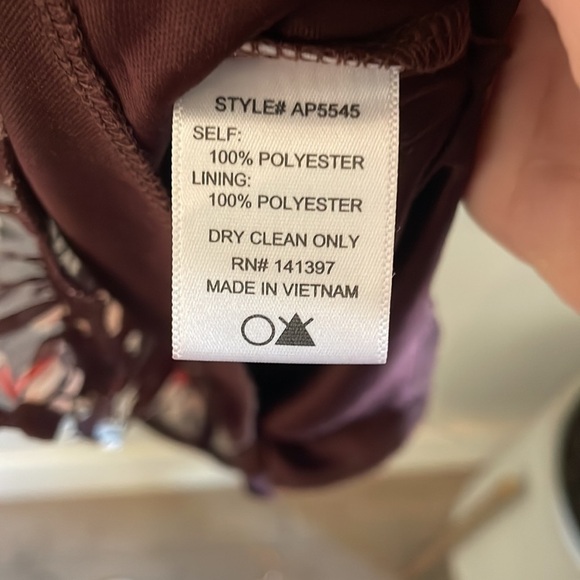 STYLE# AP5545
SELF:
100% POLYESTER
LINING:
100% POLYESTER
DRY CLEAN ONLY
RN# 141397
MADE IN VIETNAM